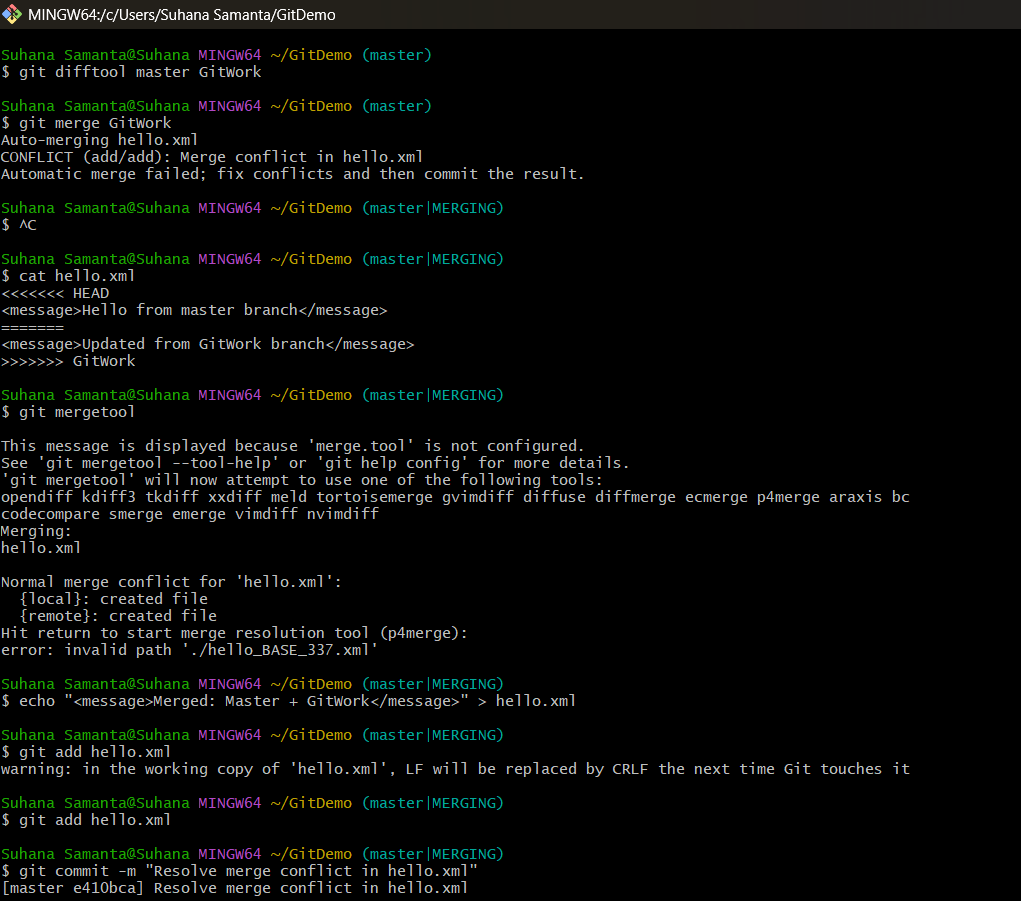 MINGW64:/c/Users/Suhana Samanta/GitDemo
Suhana Samanta@Suhana MINGW64 ~/GitDemo (master)
$ git difftool master GitWork
Suhana Samanta@Suhana MINGW64 ~/GitDemo (master)
$ git merge GitWork
Auto-merging hello.xml
CONFLICT (add/add): Merge conflict in hello.xml
Automatic merge failed; fix conflicts and then commit the result.
Suhana Samanta@Suhana MINGW64 ~/GitDemo (master|MERGING)
$ ^C
Suhana Samanta@Suhana MINGW64 ~/GitDemo (master|MERGING)
$ cat hello.xml
<<<<<<< HEAD
<message>Hello from master branch</message>
=======
<message>Updated from GitWork branch</message>
>>>>>>> GitWork
Suhana Samanta@Suhana MINGW64 ~/GitDemo (master|MERGING)
$ git mergetool
This message is displayed because 'merge.tool' is not configured.
See 'git mergetool --tool-help' or 'git help config' for more details.
'git mergetool' will now attempt to use one of the following tools:
opendiff kdiff3 tkdiff xxdiff meld tortoisemerge gvimdiff diffuse diffmerge ecmerge p4merge araxis bc
codecompare smerge emerge vimdiff nvimdiff
Merging:
hello.xml
Normal merge conflict for 'hello.xml':
  {local}: created file
  {remote}: created file
Hit return to start merge resolution tool (p4merge):
error: invalid path './hello_BASE_337.xml'
Suhana Samanta@Suhana MINGW64 ~/GitDemo (master|MERGING)
$ echo "<message>Merged: Master + GitWork</message>" > hello.xml
Suhana Samanta@Suhana MINGW64 ~/GitDemo (master|MERGING)
$ git add hello.xml
warning: in the working copy of 'hello.xml', LF will be replaced by CRLF the next time Git touches it
Suhana Samanta@Suhana MINGW64 ~/GitDemo (master|MERGING)
$ git add hello.xml
Suhana Samanta@Suhana MINGW64 ~/GitDemo (master|MERGING)
$ git commit -m "Resolve merge conflict in hello.xml"
[master e410bca] Resolve merge conflict in hello.xml